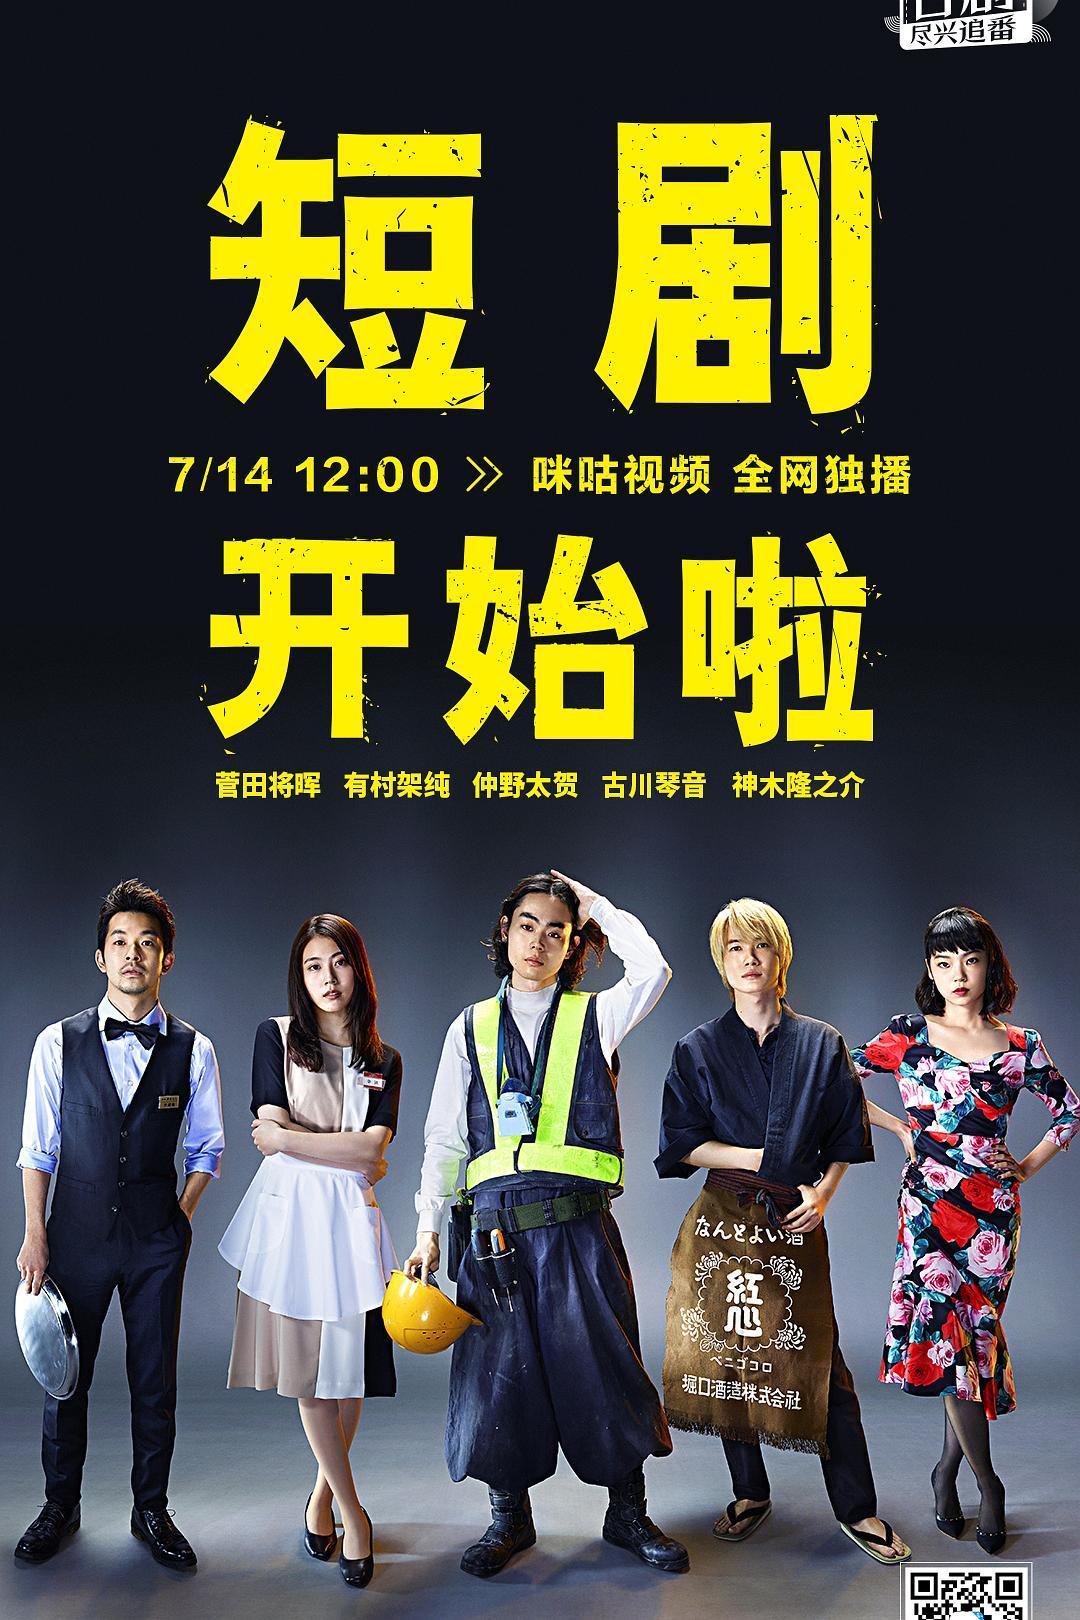 尽兴追番
短剧
7/14 12:00 >> 咪咕视频 全网独播
开始啦
菅田将晖 有村架纯 仲野太贺 古川琴音 神木隆之介
なんとよい酒
紅心
ベニゴコロ
堀口酒造株式会社